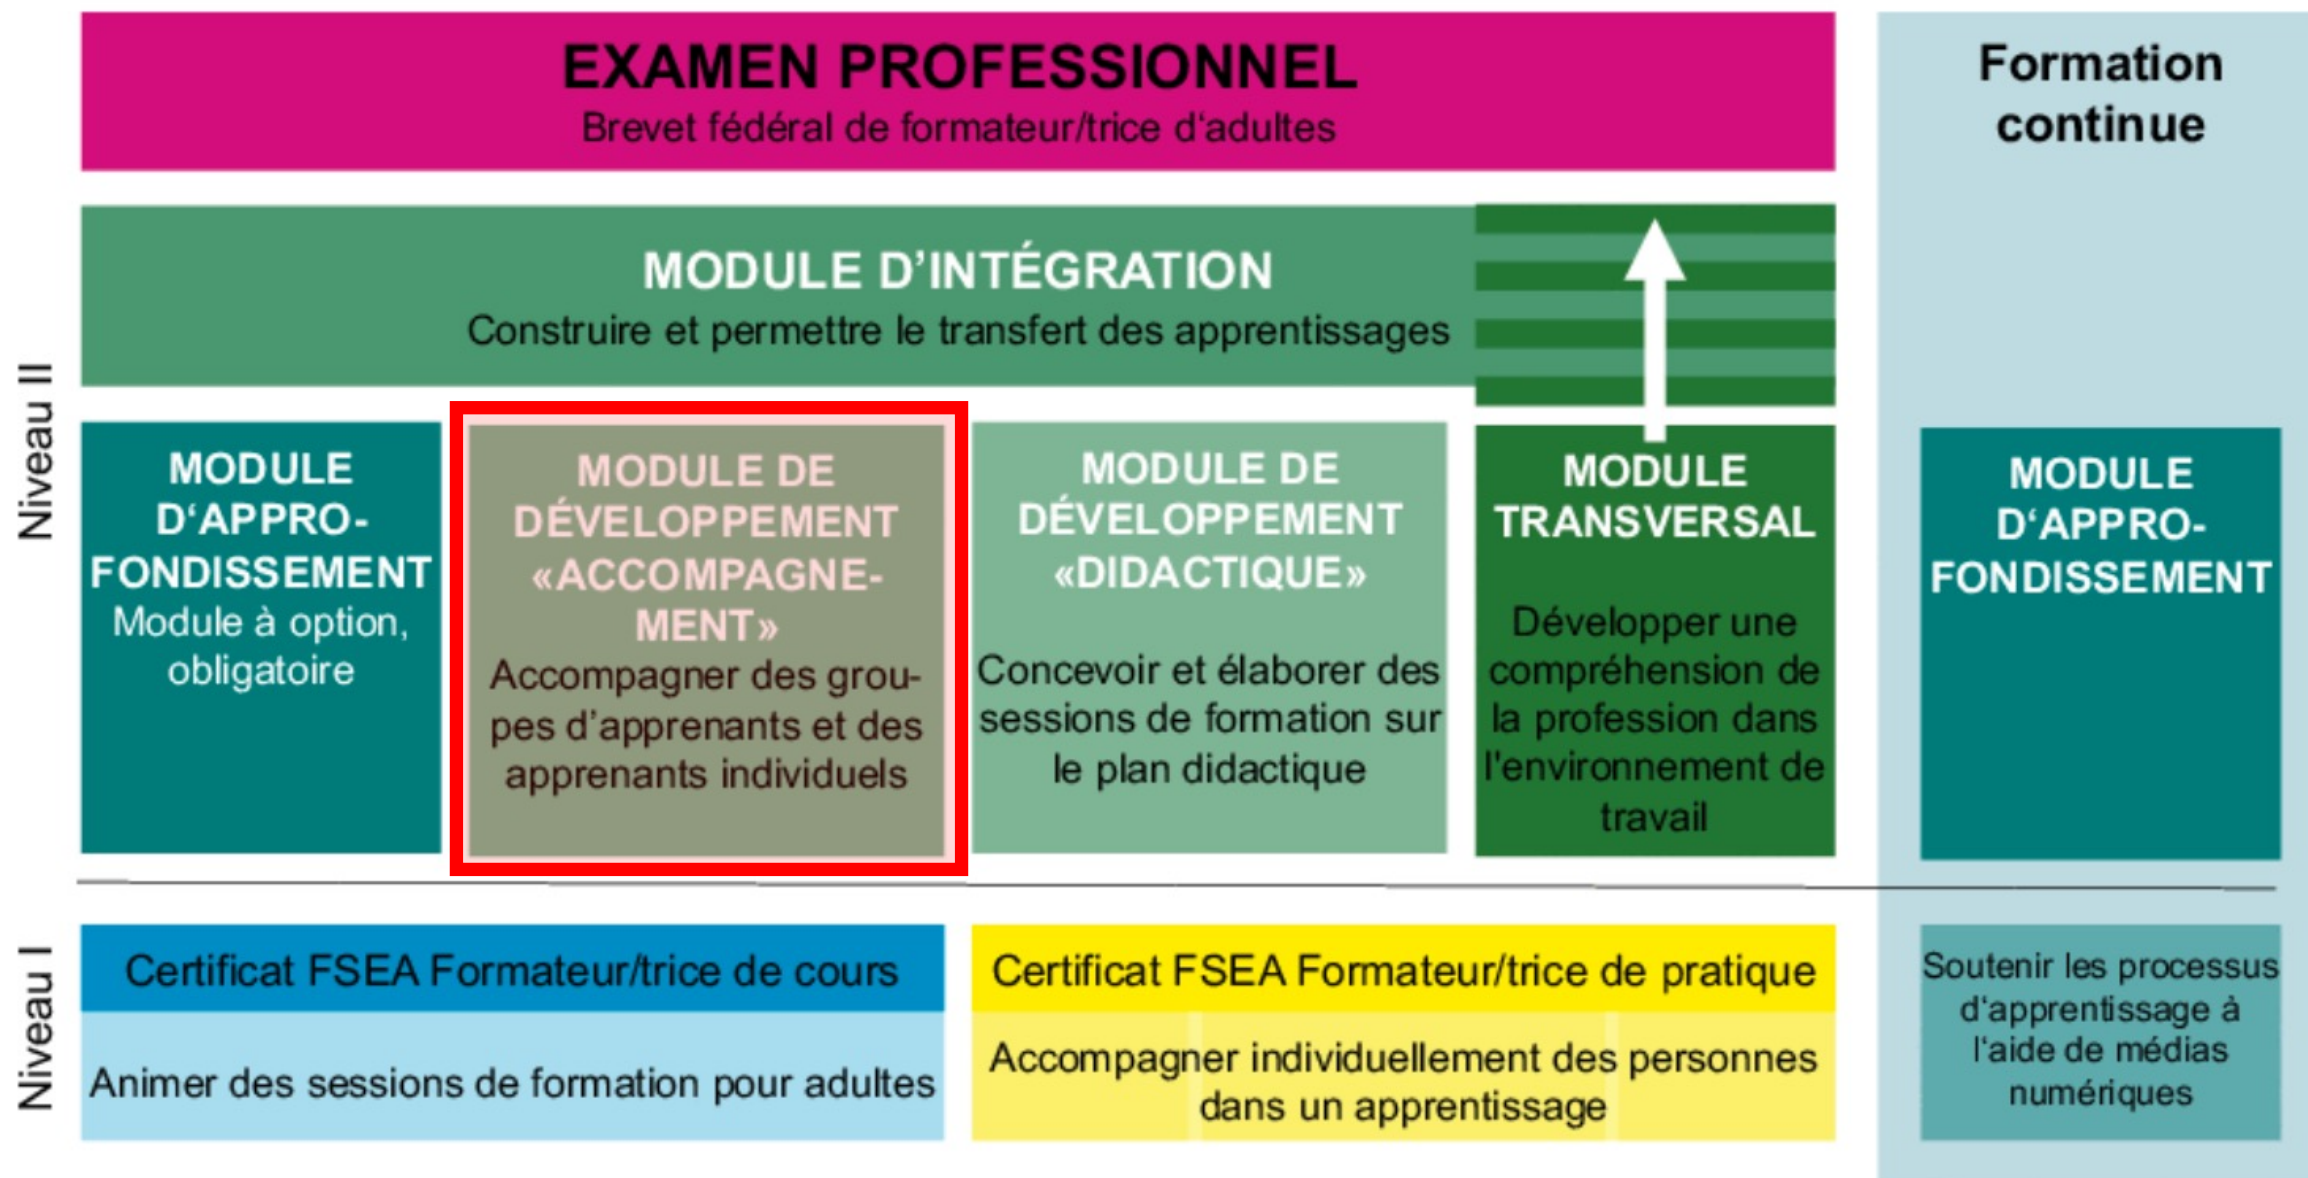 EXAMEN PROFESSIONNEL
Brevet fédéral de formateur/trice d‘adultes
Formation
continue
Niveau II
MODULE D’INTÉGRATION
Construire et permettre le transfert des apprentissages
MODULE
D‘APPRO-
FONDISSEMENT
Module à option,
obligatoire
MODULE DE
DÉVELOPPEMENT
«ACCOMPAGNE-
MENT»
Accompagner des grou-
pes d’apprenants et des
apprenants individuels
MODULE DE
DÉVELOPPEMENT
«DIDACTIQUE»
Concevoir et élaborer des
sessions de formation sur
le plan didactique
MODULE
TRANSVERSAL
Développer une
compréhension de
la profession dans
l'environnement de
travail
MODULE
D‘APPRO-
FONDISSEMENT
Niveau I
Certificat FSEA Formateur/trice de cours
Animer des sessions de formation pour adultes
Certificat FSEA Formateur/trice de pratique
Accompagner individuellement des personnes
dans un apprentissage
Soutenir les processus
d‘apprentissage à
l‘aide de médias
numériques